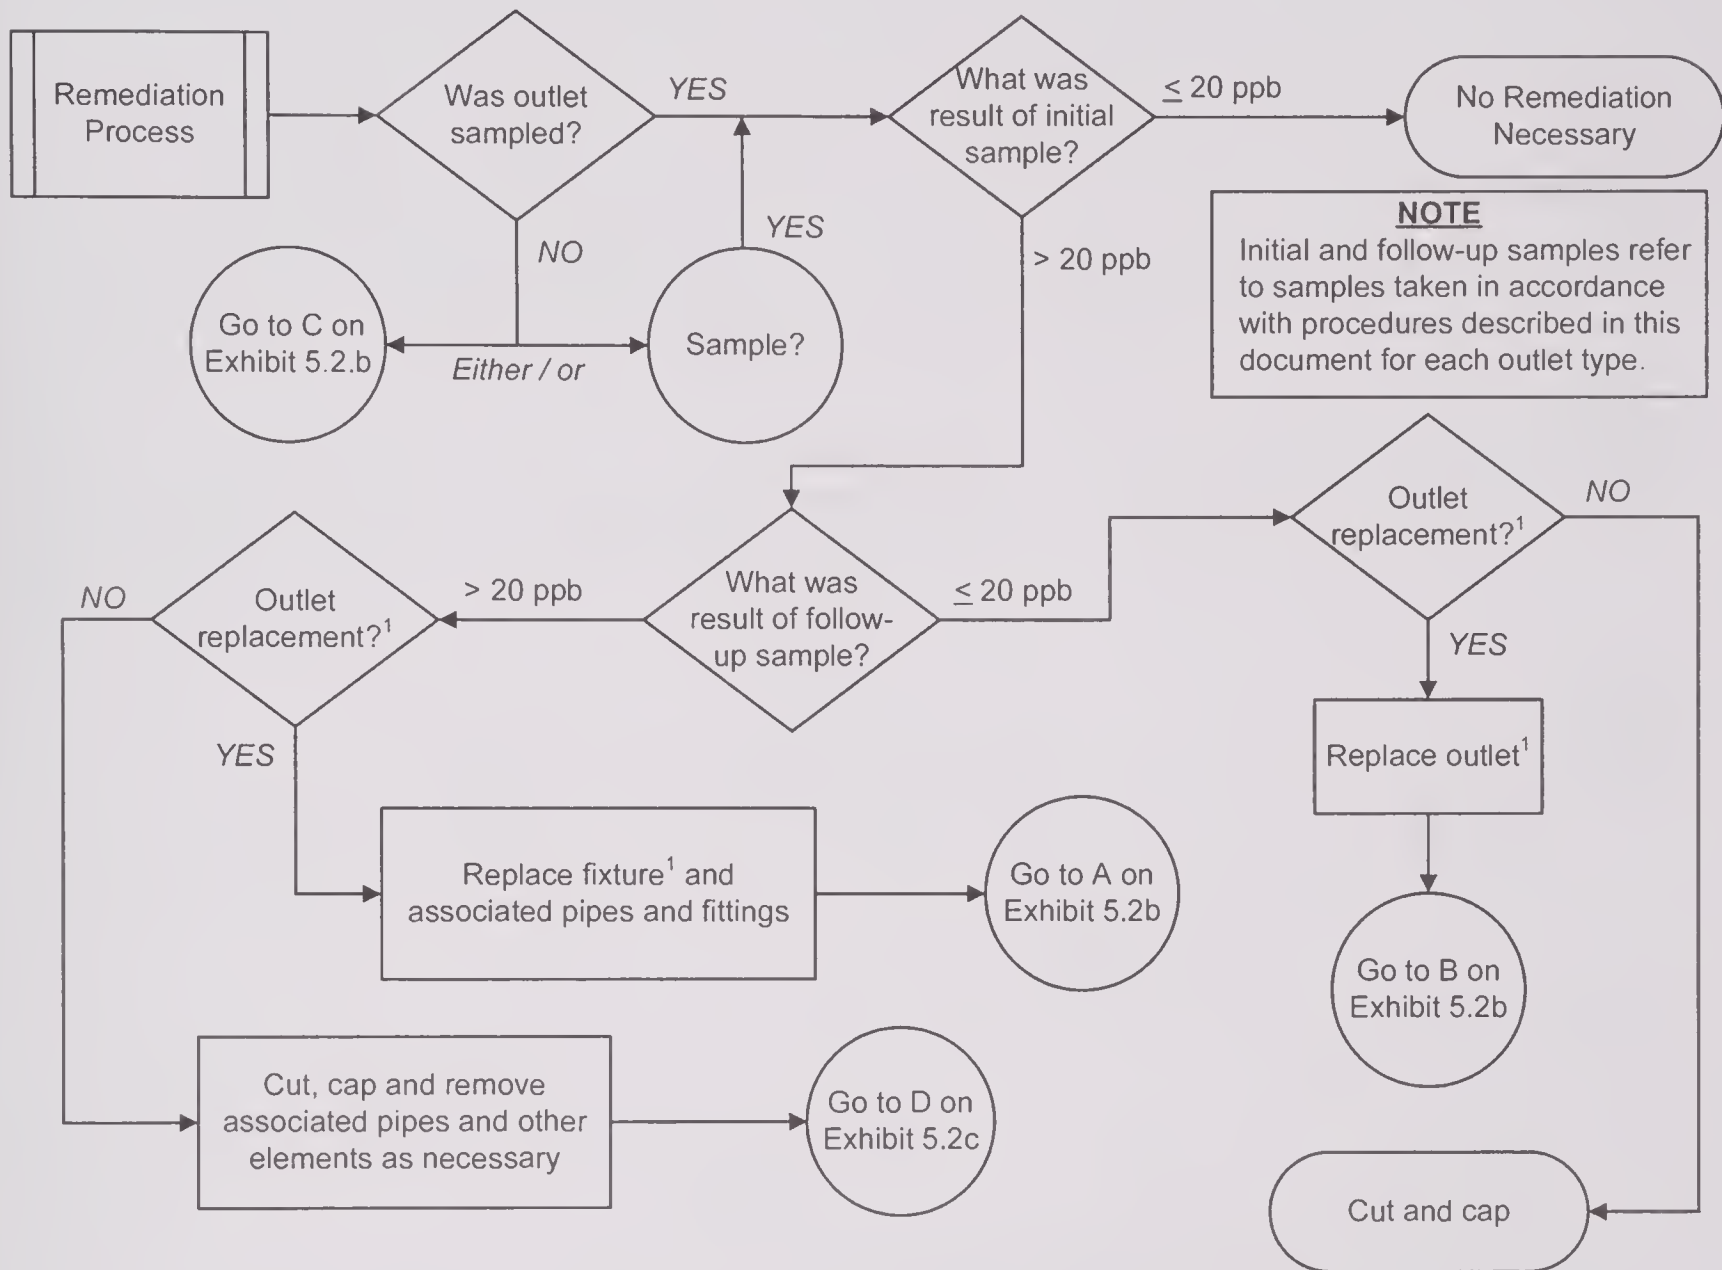 Remediation
Process
Was outlet
sampled?
YES
What was
result of initial
sample?
≤ 20 ppb
No Remediation
Necessary
NO
YES
> 20 ppb
Go to C on
Exhibit 5.2.b
Either / or
Sample?
NOTE
Initial and follow-up samples refer
to samples taken in accordance
with procedures described in this
document for each outlet type.
Outlet
replacement?¹
NO
NO
Outlet
replacement?¹
> 20 ppb
What was
result of follow-
up sample?
≤ 20 ppb
YES
YES
Replace outlet¹
Replace fixture¹ and
associated pipes and fittings
Go to A on
Exhibit 5.2b
Go to B on
Exhibit 5.2b
Cut, cap and remove
associated pipes and other
elements as necessary
Go to D on
Exhibit 5.2c
Cut and cap